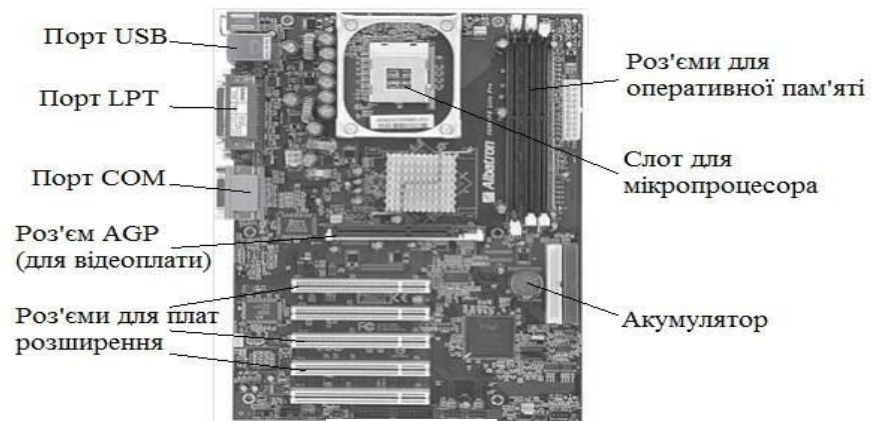 Порт USB
Порт LPT
Порт COM
Роз'єм AGP
(для відеоплати)
Роз'єми для плат
розширення
Роз'єми для
оперативної пам'яті
Слот для
мікропроцесора
Акумулятор
Albatron
FC